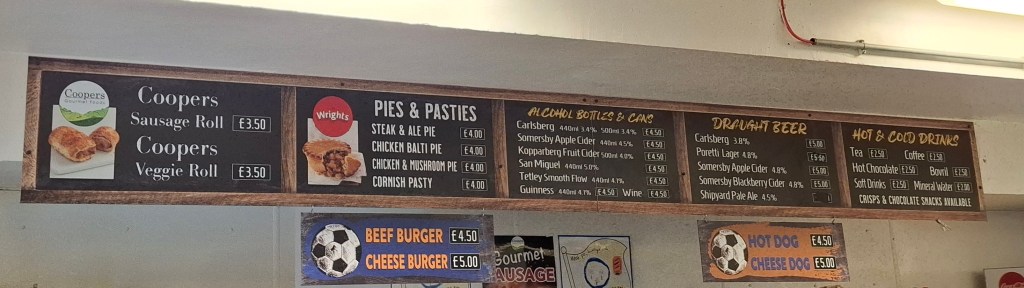 Coopers
Gourmet Foods
Coopers
Sausage Roll £3.50
Coopers
Veggie Roll £3.50
Wrights
PIES & PASTIES
STEAK & ALE PIE £4.00
CHICKEN BALTI PIE £4.00
CHICKEN & MUSHROOM PIE £4.00
CORNISH PASTY £4.00
ALCOHOL BOTTLES & CANS
Carlsberg 440ml 3.4% 500ml 3.4% £4.50
Somersby Apple Cider 440ml 4.5% £4.50
Kopparberg Fruit Cider 500ml 4.0% £4.50
San Miguel 440ml 5.0% £4.50
Tetley Smooth Flow 440ml 4.7% £4.50
Guinness 440ml 4.1% £4.50 Wine £4.50
DRAUGHT BEER
Carlsberg 3.8% £5.00
Poretti Lager 4.8%
Somersby Apple Cider 4.8% £5.00
Somersby Blackberry Cider 4.8% £5.00
Shipyard Pale Ale 4.5%
HOT & COLD DRINKS
Tea £2.50 Coffee £2.50
Hot Chocolate £2.50 Bovril £2.50
Soft Drinks £2.50 Mineral Water £2.00
CRISPS & CHOCOLATE SNACKS AVAILABLE
BEEF BURGER £4.50
CHEESE BURGER £5.00
Gourmet
SAUSAGE
HOT DOG £4.50
CHEESE DOG £5.00